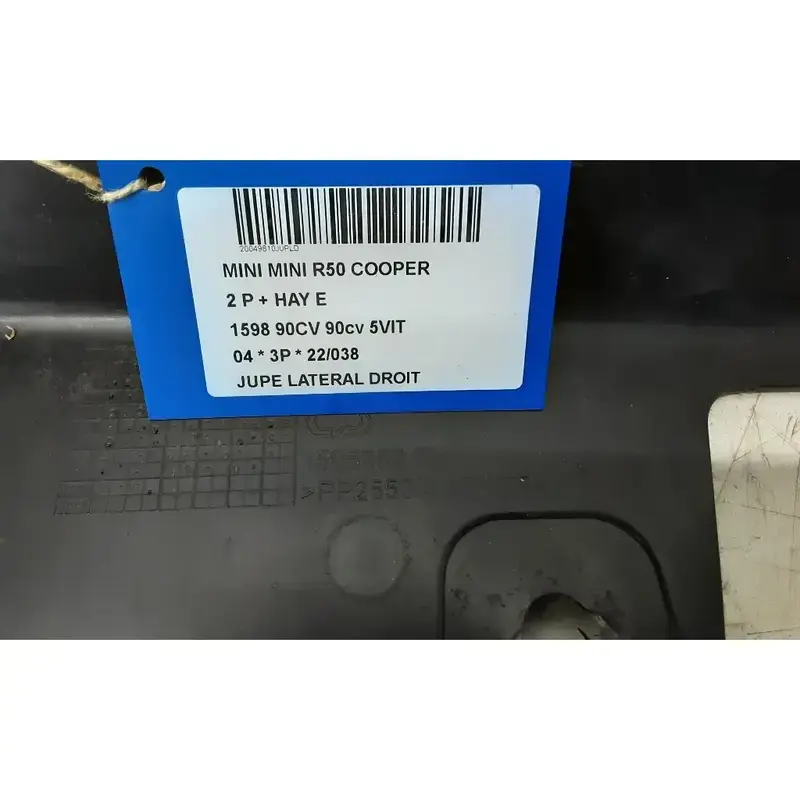 20049810JUPLD
MINI MINI R50 COOPER
2 P + HAY E
1598 90CV 90cv 5VIT
04 * 3P * 22/038
JUPE LATERAL DROIT